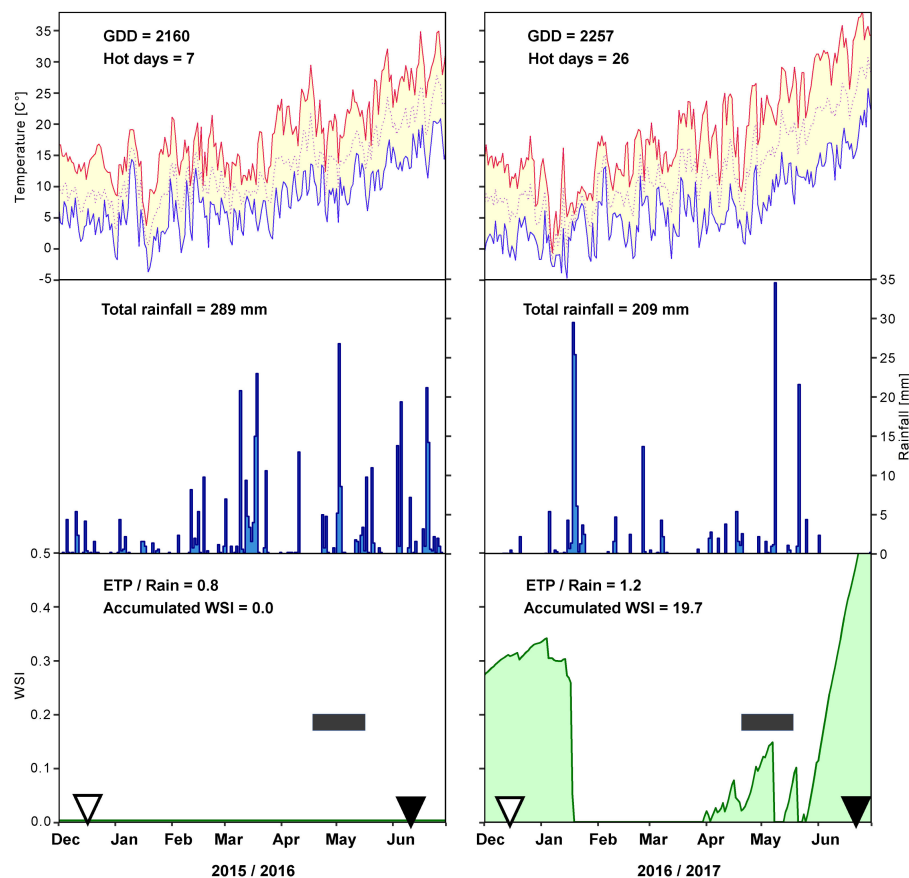 GDD = 2160
Hot days = 7
GDD = 2257
Hot days = 26
Temperature [C°]
35
30
25
20
15
10
5
0
-5
Total rainfall = 289 mm
Total rainfall = 209 mm
35
30
25
20
15
10
5
0
Rainfall [mm]
ETP / Rain = 0.8
Accumulated WSI = 0.0
ETP / Rain = 1.2
Accumulated WSI = 19.7
WSI
0.5
0.4
0.3
0.2
0.1
0.0
Dec Jan Feb Mar Apr May Jun
Dec Jan Feb Mar Apr May Jun
2015 / 2016
2016 / 2017